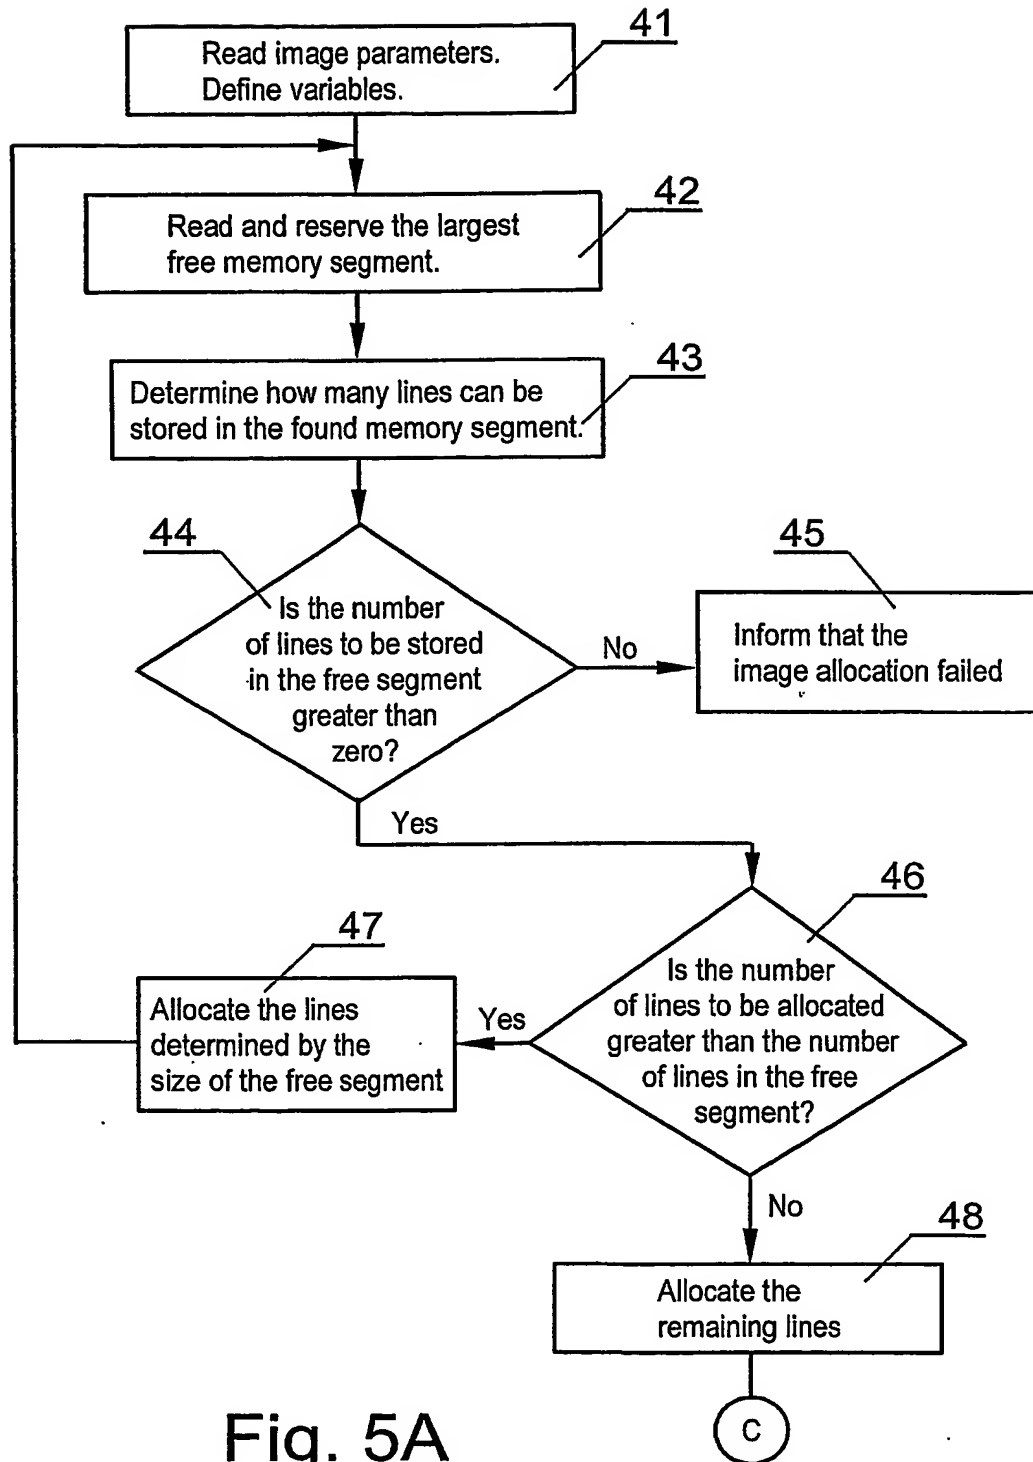 41
Read image parameters.
Define variables.
42
Read and reserve the largest
free memory segment.
43
Determine how many lines can be
stored in the found memory segment.
44
Is the number
of lines to be stored
in the free segment
greater than
zero?
No
45
Inform that the
image allocation failed
Yes
46
Is the number
of lines to be allocated
greater than the number
of lines in the free
segment?
Yes
47
Allocate the lines
determined by the
size of the free segment
No
48
Allocate the
remaining lines
C
Fig. 5A